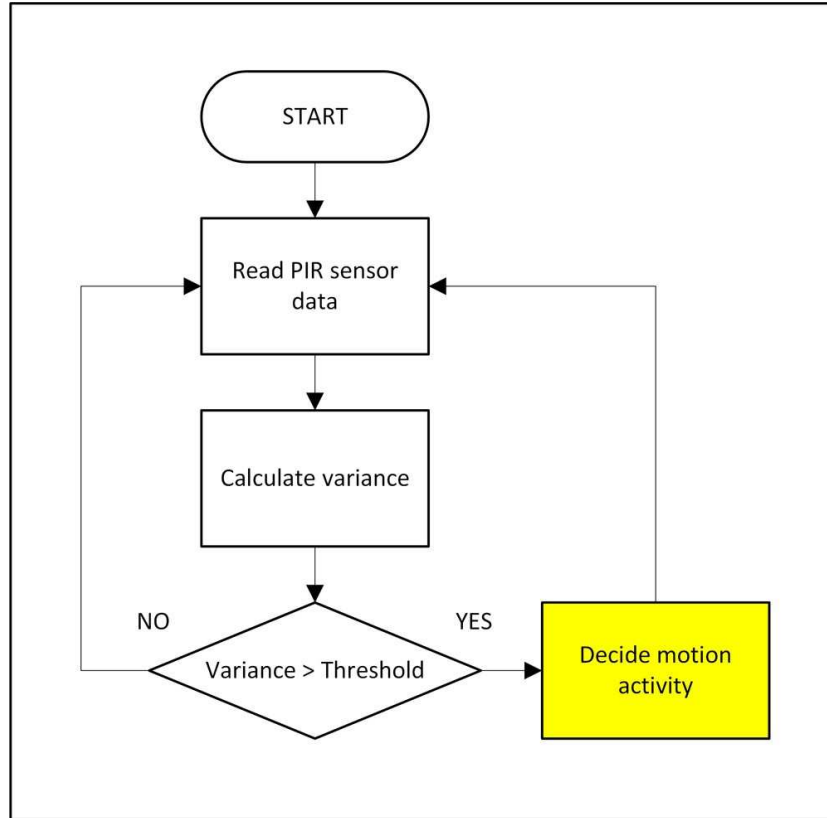 START
Read PIR sensor
data
Calculate variance
NO
YES
Variance > Threshold
Decide motion
activity